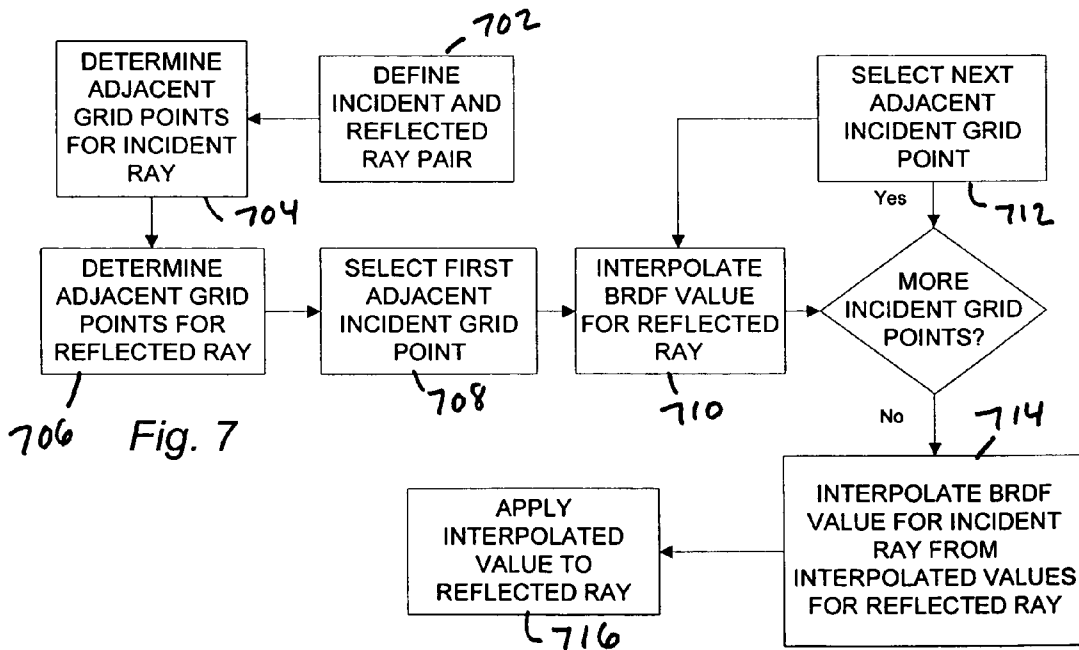 702
DEFINE
INCIDENT AND
REFLECTED
RAY PAIR
DETERMINE
ADJACENT
GRID POINTS
FOR INCIDENT
RAY
704
DETERMINE
ADJACENT GRID
POINTS FOR
REFLECTED RAY
706
SELECT FIRST
ADJACENT
INCIDENT GRID
POINT
708
INTERPOLATE
BRDF VALUE
FOR REFLECTED
RAY
710
MORE
INCIDENT GRID
POINTS?
Yes
SELECT NEXT
ADJACENT
INCIDENT GRID
POINT
712
No
714
INTERPOLATE BRDF
VALUE FOR INCIDENT
RAY FROM
INTERPOLATED VALUES
FOR REFLECTED RAY
APPLY
INTERPOLATED
VALUE TO
REFLECTED RAY
716
Fig. 7